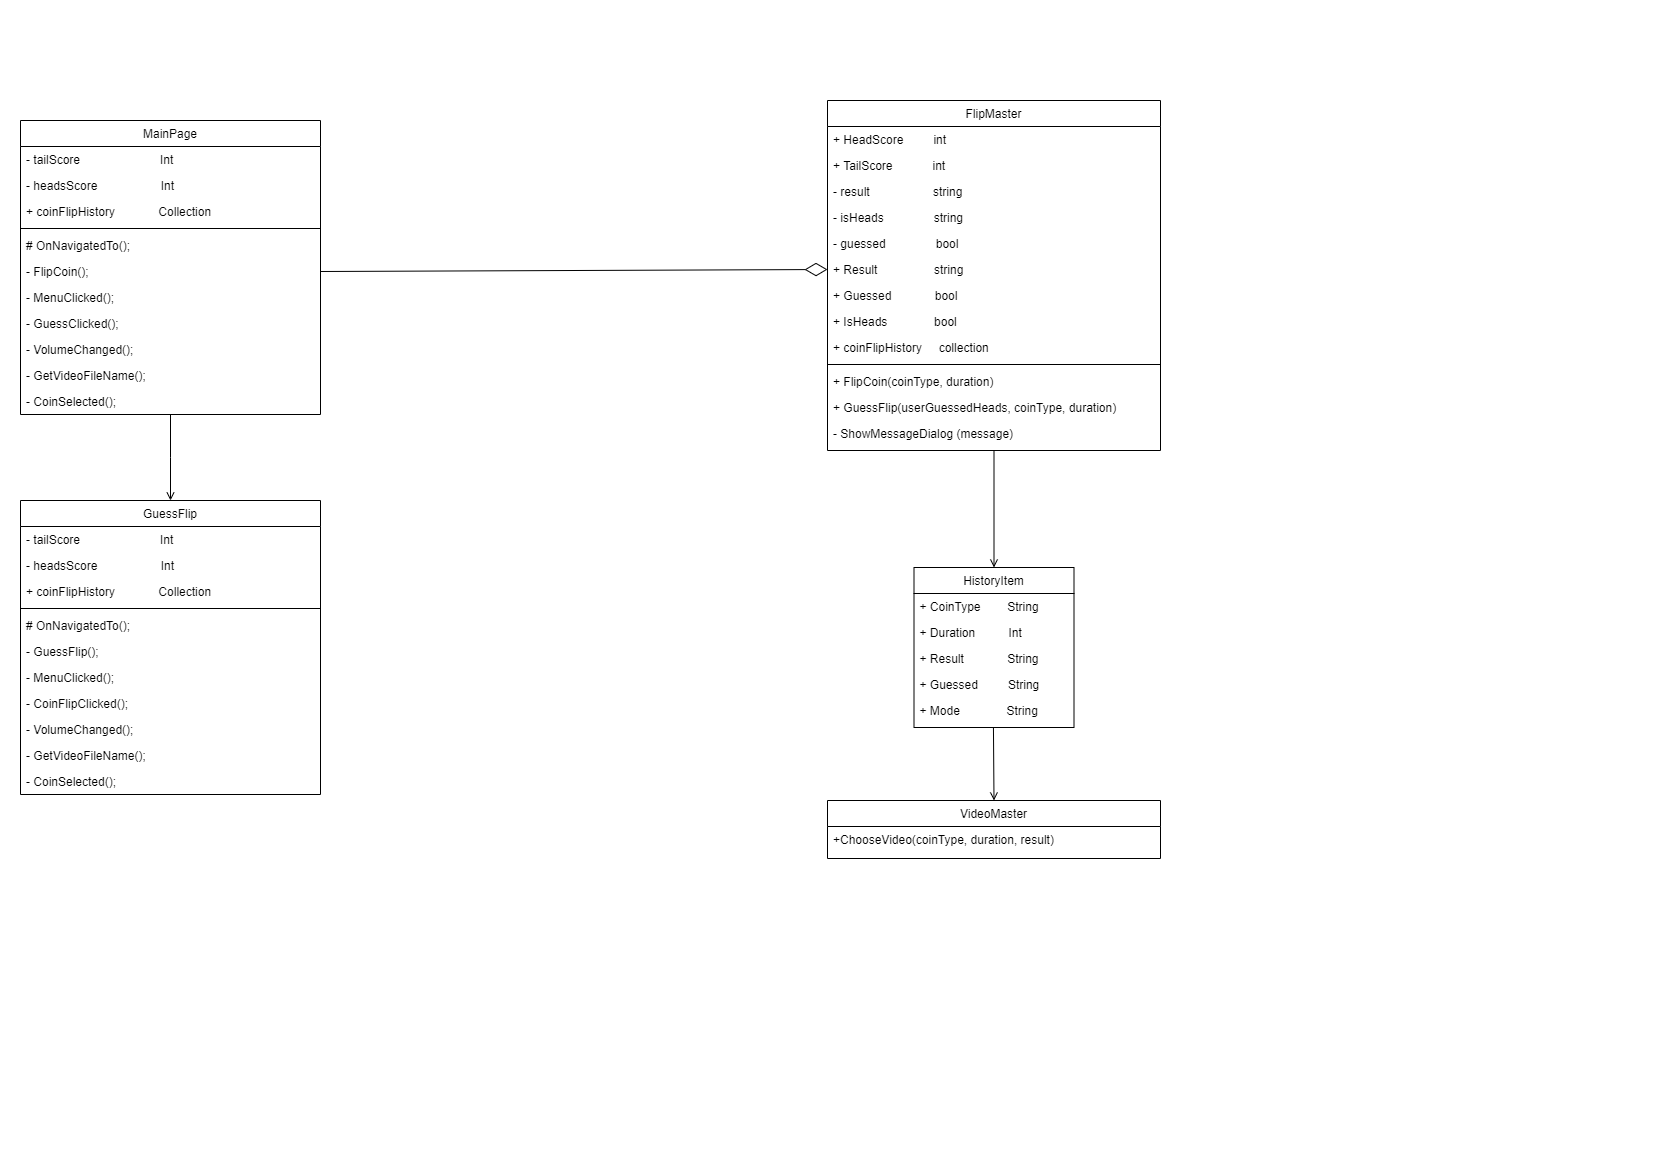 MainPage
- tailScore Int
- headsScore Int
+ coinFlipHistory Collection
# OnNavigatedTo();
- FlipCoin();
- MenuClicked();
- GuessClicked();
- VolumeChanged();
- GetVideoFileName();
- CoinSelected();
GuessFlip
- tailScore Int
- headsScore Int
+ coinFlipHistory Collection
# OnNavigatedTo();
- GuessFlip();
- MenuClicked();
- CoinFlipClicked();
- VolumeChanged();
- GetVideoFileName();
- CoinSelected();
FlipMaster
+ HeadScore int
+ TailScore int
- result string
- isHeads string
- guessed bool
+ Result string
+ Guessed bool
+ IsHeads bool
+ coinFlipHistory collection
+ FlipCoin(coinType, duration)
+ GuessFlip(userGuessedHeads, coinType, duration)
- ShowMessageDialog (message)
HistoryItem
+ CoinType String
+ Duration Int
+ Result String
+ Guessed String
+ Mode String
VideoMaster
+ChooseVideo(coinType, duration, result)